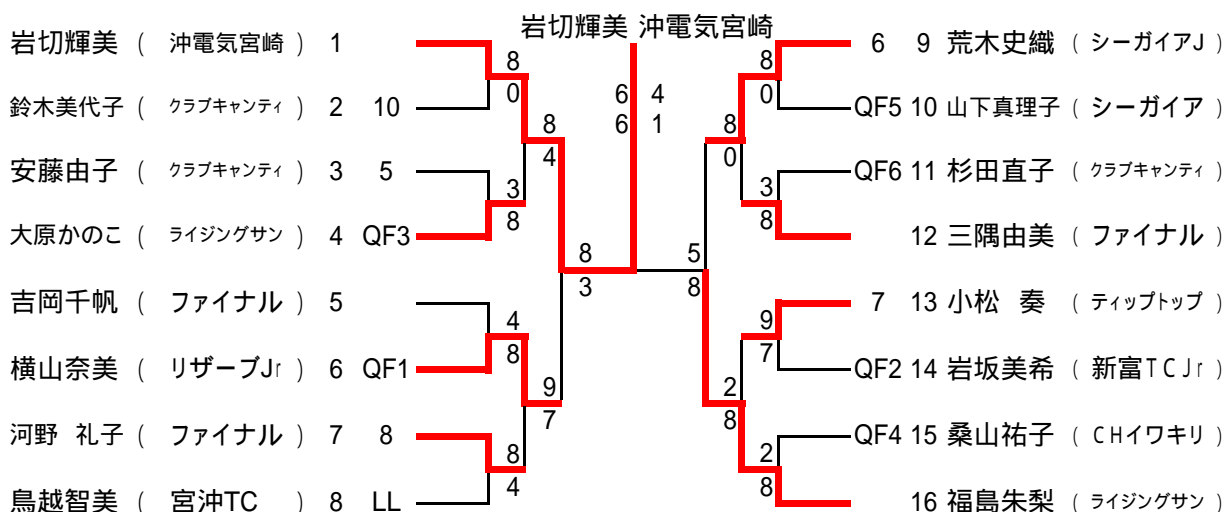 岩切輝美 沖電気宮崎
6 4
6 1
岩切輝美 ( 沖電気宮崎 ) 1
鈴木美代子 ( クラブキャンティ ) 2 10
安藤由子 ( クラブキャンティ ) 3 5
大原かのこ ( ライジングサン ) 4 QF3
吉岡千帆 ( ファイナル ) 5
横山奈美 ( リザーブJr ) 6 QF1
河野 礼子 ( ファイナル ) 7 8
鳥越智美 ( 宮沖TC ) 8 LL
8
0
3
8
4
8
8
4
8
4
9
7
8
3
5
8
8
0
2
8
8
0
3
8
9
7
2
8
6 9 荒木史織 ( シーガイアJ )
QF5 10 山下真理子 ( シーガイア )
QF6 11 杉田直子 ( クラブキャンティ )
12 三隅由美 ( ファイナル )
7 13 小松 奏 ( ティップトップ )
QF2 14 岩坂美希 ( 新富TCJr )
QF4 15 桑山祐子 ( CHイワキリ )
16 福島朱梨 ( ライジングサン )